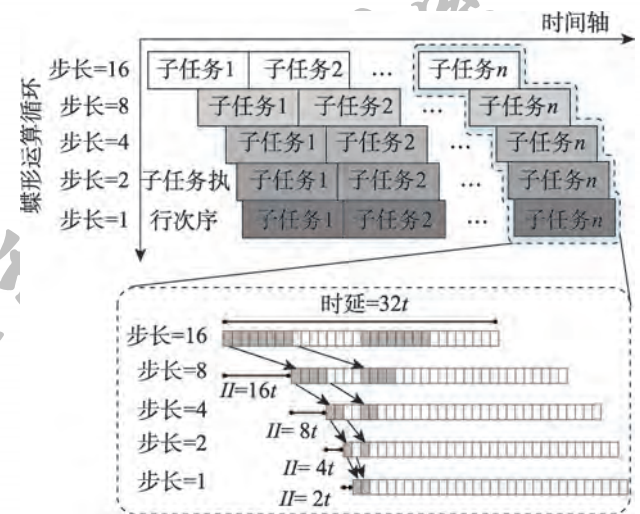 时间轴
蝶形运算循环
步长=16 子任务1 子任务2 … 子任务n
步长=8 子任务1 子任务2 … 子任务n
步长=4 子任务1 子任务2 … 子任务n
步长=2 子任务执 子任务1 子任务2 … 子任务n
步长=1 行次序 子任务1 子任务2 … 子任务n
时延=32t
步长=16
步长=8
II=16t
步长=4
II=8t
步长=2
II=4t
步长=1
II=2t